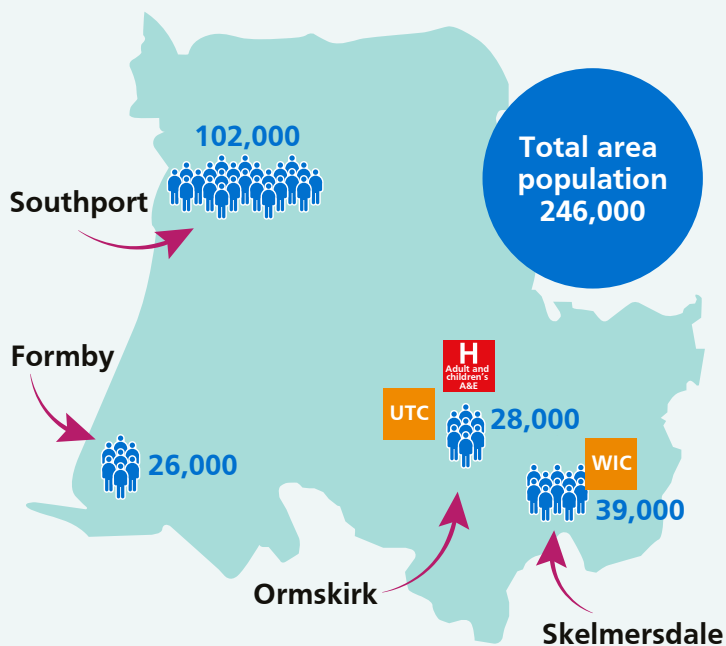 102,000
Southport
Total area
population
246,000
Formby
26,000
H
Adult and
children's
A&E
UTC
28,000
WIC
39,000
Ormskirk
Skelmersdale